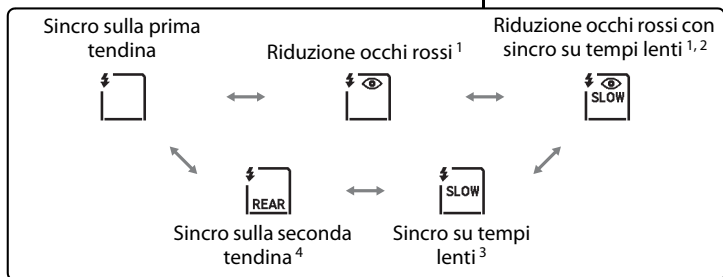 Sincro sulla prima
tendina
Riduzione occhi rossi 1
Riduzione occhi rossi con
sincro su tempi lenti 1, 2
SLOW
REAR
SLOW
Sincro sulla seconda
tendina 4
Sincro su tempi
lenti 3